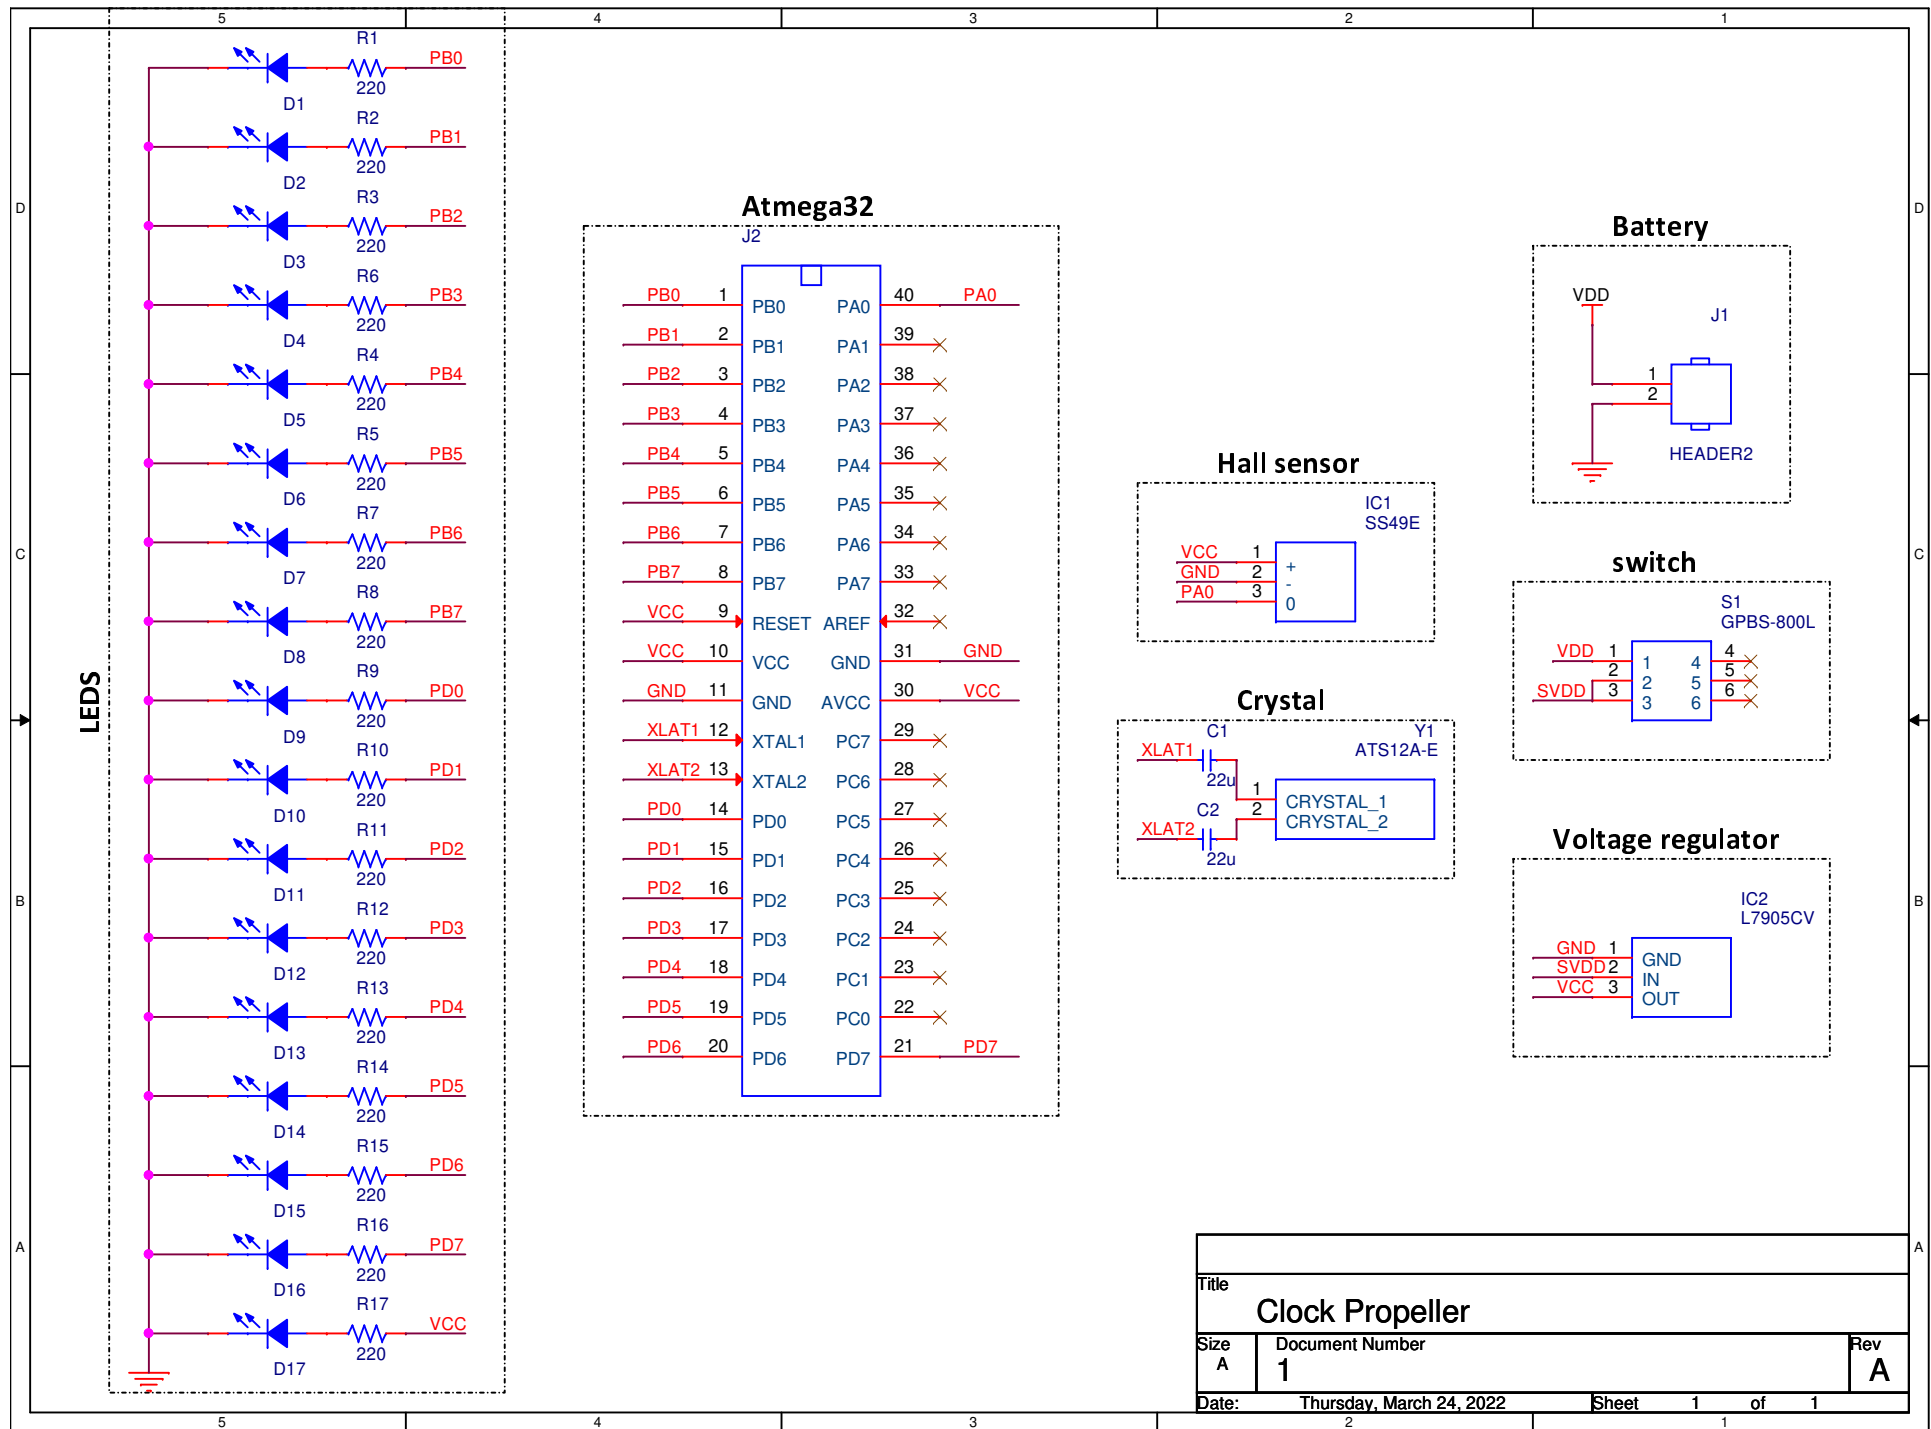 5 4 3 2 1
D
C
B
A
D
C
B
A
LEDS
R1
PB0
220
D1
R2
PB1
220
D2
R3
PB2
220
D3
R6
PB3
220
D4
R4
PB4
220
D5
R5
PB5
220
D6
R7
PB6
220
D7
R8
PB7
220
D8
R9
PD0
220
D9
R10
PD1
220
D10
R11
PD2
220
D11
R12
PD3
220
D12
R13
PD4
220
D13
R14
PD5
220
D14
R15
PD6
220
D15
R16
PD7
220
D16
R17
VCC
220
D17
Atmega32
J2
PB0 1 PB0 PA0 40 PA0
PB1 2 PB1 PA1 39
PB2 3 PB2 PA2 38
PB3 4 PB3 PA3 37
PB4 5 PB4 PA4 36
PB5 6 PB5 PA5 35
PB6 7 PB6 PA6 34
PB7 8 PB7 PA7 33
VCC 9 RESET AREF 32
VCC 10 VCC GND 31 GND
GND 11 GND AVCC 30 VCC
XLAT1 12 XTAL1 PC7 29
XLAT2 13 XTAL2 PC6 28
PD0 14 PD0 PC5 27
PD1 15 PD1 PC4 26
PD2 16 PD2 PC3 25
PD3 17 PD3 PC2 24
PD4 18 PD4 PC1 23
PD5 19 PD5 PC0 22
PD6 20 PD6 PD7 21 PD7
Hall sensor
IC1
SS49E
VCC 1 +
GND 2 -
PA0 3 0
Crystal
C1
Y1
ATS12A-E
XLAT1
22u
1 CRYSTAL_1
2 CRYSTAL_2
C2
XLAT2
22u
Battery
VDD
J1
1
2
HEADER2
switch
S1
GPBS-800L
VDD 1 1 4 4
2 2 5 5
SVDD 3 3 6 6
Voltage regulator
IC2
L7905CV
GND 1 GND
SVDD 2 IN
VCC 3 OUT
Title
Clock Propeller
Size
A
Document Number
1
Rev
A
Date: Thursday, March 24, 2022 Sheet 1 of 1
5 4 3 2 1